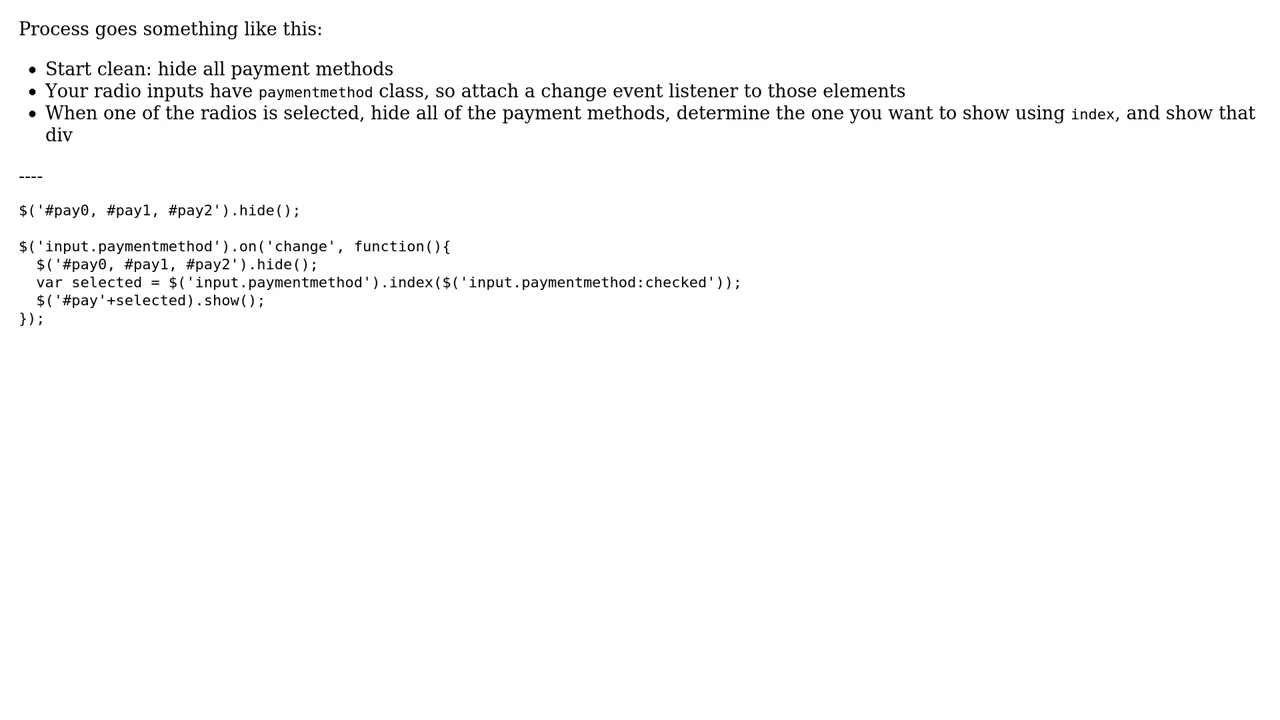 Process goes something like this:
Start clean: hide all payment methods
Your radio inputs have paymentmethod class, so attach a change event listener to those elements
When one of the radios is selected, hide all of the payment methods, determine the one you want to show using index, and show that
div
----
$('#pay0, #pay1, #pay2').hide();

$('input.paymentmethod').on('change', function(){
  $('#pay0, #pay1, #pay2').hide();
  var selected = $('input.paymentmethod').index($('input.paymentmethod:checked'));
  $('#pay'+selected).show();
});